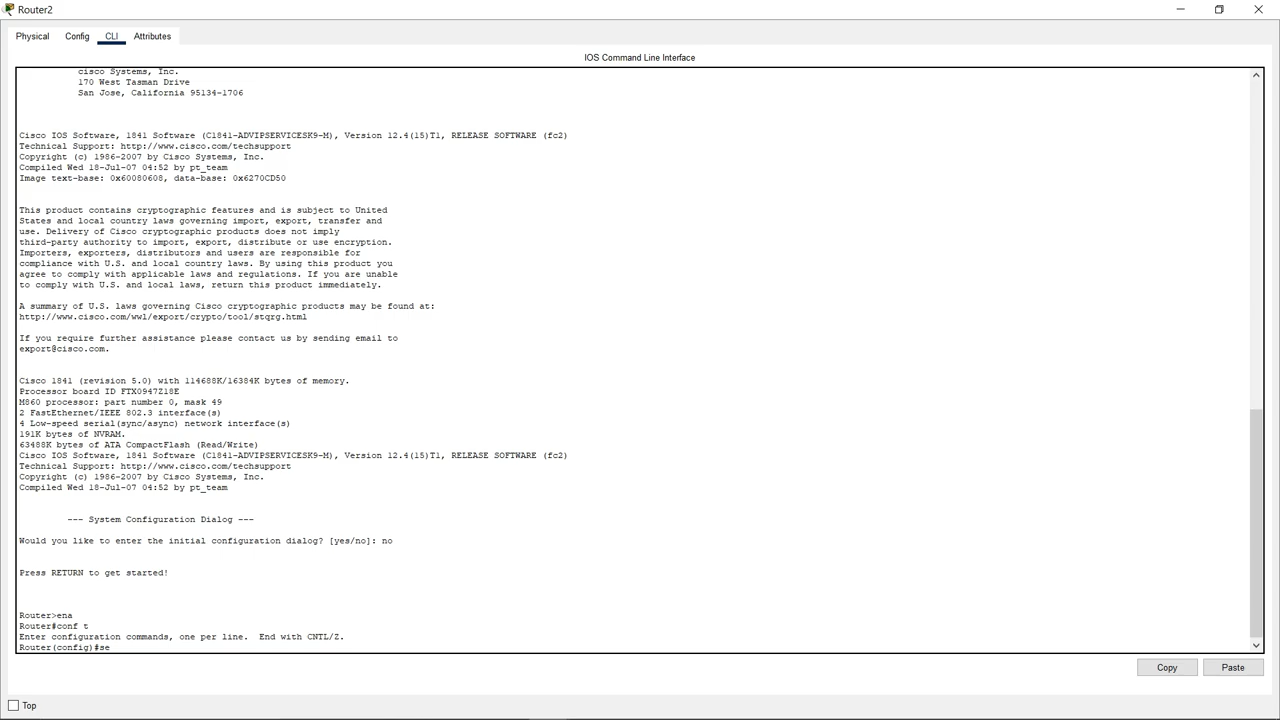 Router2
Physical Config CLI Attributes
IOS Command Line Interface
cisco Systems, Inc.
170 West Tasman Drive
San Jose, California 95134-1706
Cisco IOS Software, 1841 Software (C1841-ADVIPSERVICESK9-M), Version 12.4(15)T1, RELEASE SOFTWARE (fc2)
Technical Support: http://www.cisco.com/techsupport
Copyright (c) 1986-2007 by Cisco Systems, Inc.
Compiled Wed 18-Jul-07 04:52 by pt_team
Image text-base: 0x60080608, data-base: 0x6270CD50
This product contains cryptographic features and is subject to United
States and local country laws governing import, export, transfer and
use. Delivery of Cisco cryptographic products does not imply
third-party authority to import, export, distribute or use encryption.
Importers, exporters, distributors and users are responsible for
compliance with U.S. and local country laws. By using this product you
agree to comply with applicable laws and regulations. If you are unable
to comply with U.S. and local laws, return this product immediately.
A summary of U.S. laws governing Cisco cryptographic products may be found at:
http://www.cisco.com/wwl/export/crypto/tool/stqrg.html
If you require further assistance please contact us by sending email to
export@cisco.com.
Cisco 1841 (revision 5.0) with 114688K/16384K bytes of memory.
Processor board ID FTX0947Z18E
M860 processor: part number 0, mask 49
2 FastEthernet/IEEE 802.3 interface(s)
4 Low-speed serial(sync/async) network interface(s)
191K bytes of NVRAM.
63488K bytes of ATA CompactFlash (Read/Write)
Cisco IOS Software, 1841 Software (C1841-ADVIPSERVICESK9-M), Version 12.4(15)T1, RELEASE SOFTWARE (fc2)
Technical Support: http://www.cisco.com/techsupport
Copyright (c) 1986-2007 by Cisco Systems, Inc.
Compiled Wed 18-Jul-07 04:52 by pt_team
--- System Configuration Dialog ---
Would you like to enter the initial configuration dialog? [yes/no]: no
Press RETURN to get started!
Router>ena
Router#conf t
Enter configuration commands, one per line.  End with CNTL/Z.
Router(config)#se
Copy Paste
Top